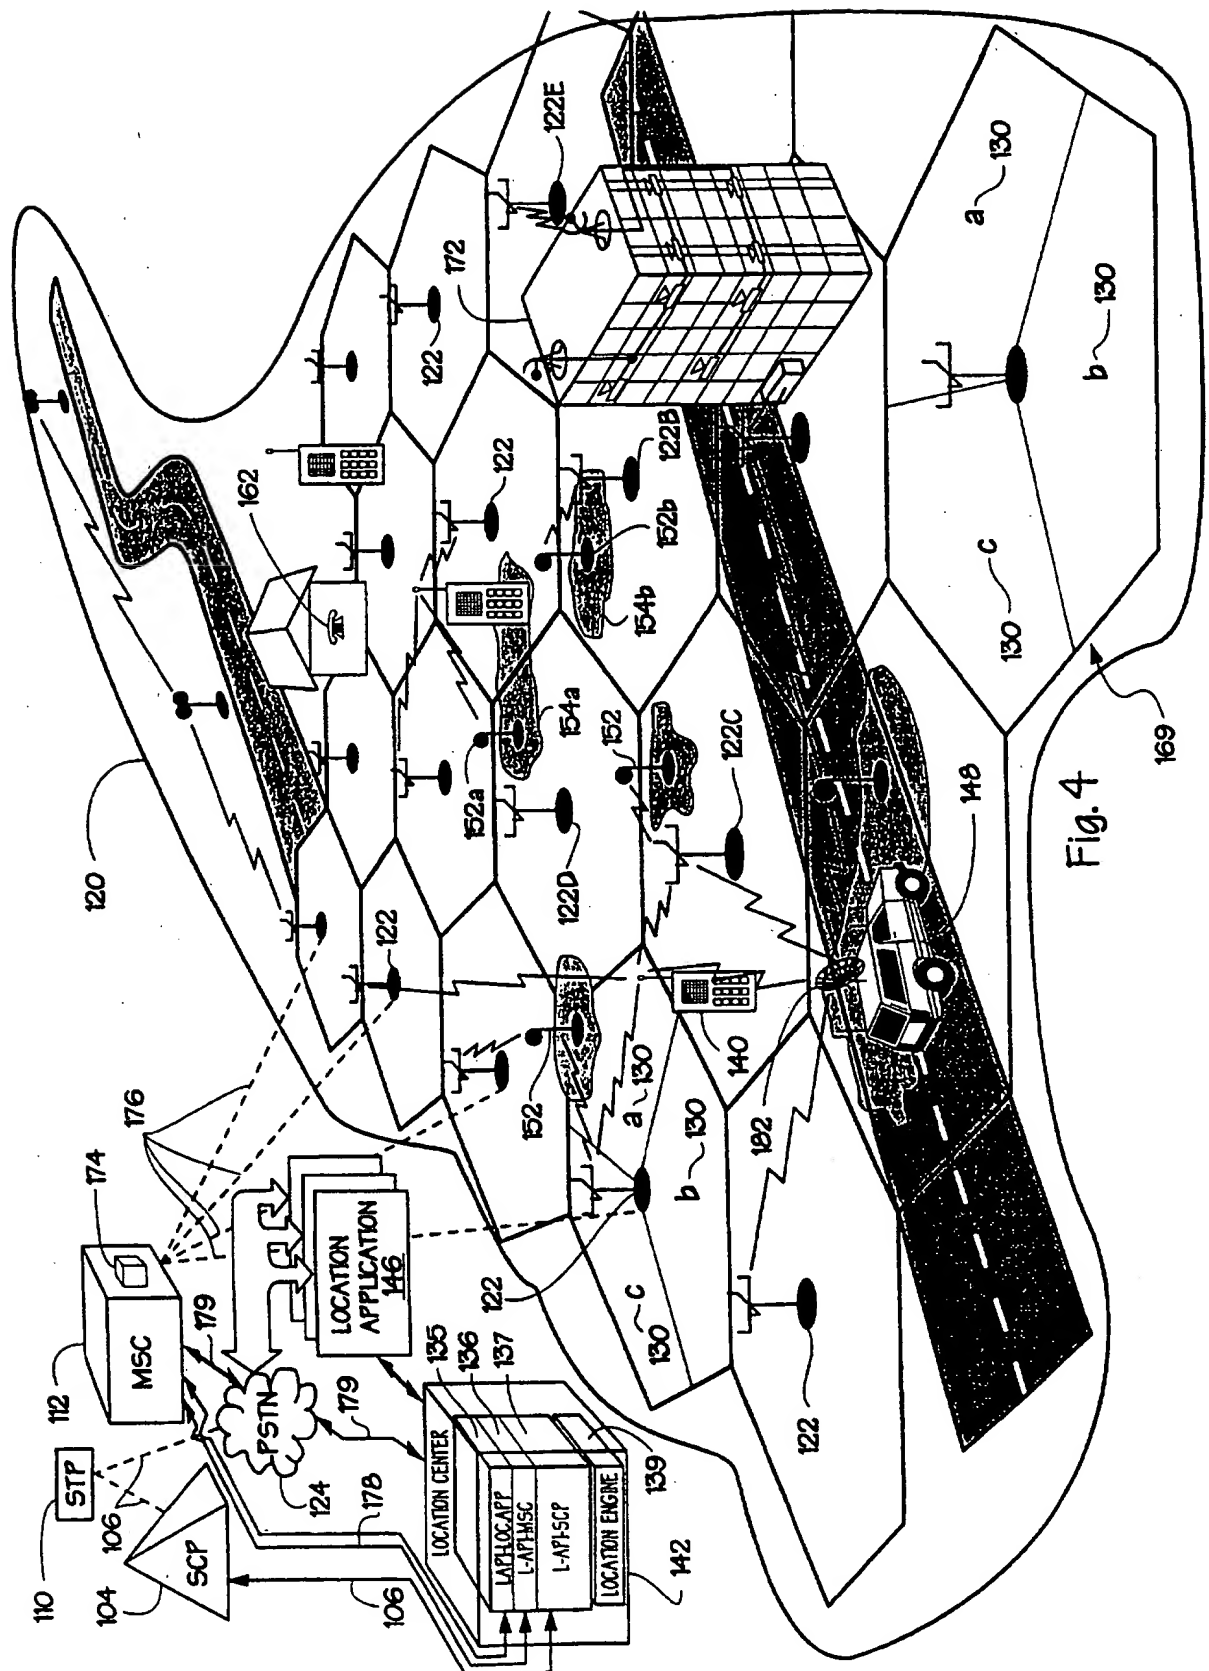 110
STP
106
104
SCP
106
112
MSC
174
179
176
PSTN
124
178
179
LOCATION
APPLICATION
146
LOCATION CENTER
135
136
137
LAPI-LOCAPP
L-API-MSC
L-API-SCP
LOCATION ENGINE
139
142
120
162
122
122
172
122E
122
152a
154a
152b
154b
122B
122D
152
122C
152
a
130
b
130
c
130
122
140
182
122
148
a
130
b
130
c
130
169
Fig. 4